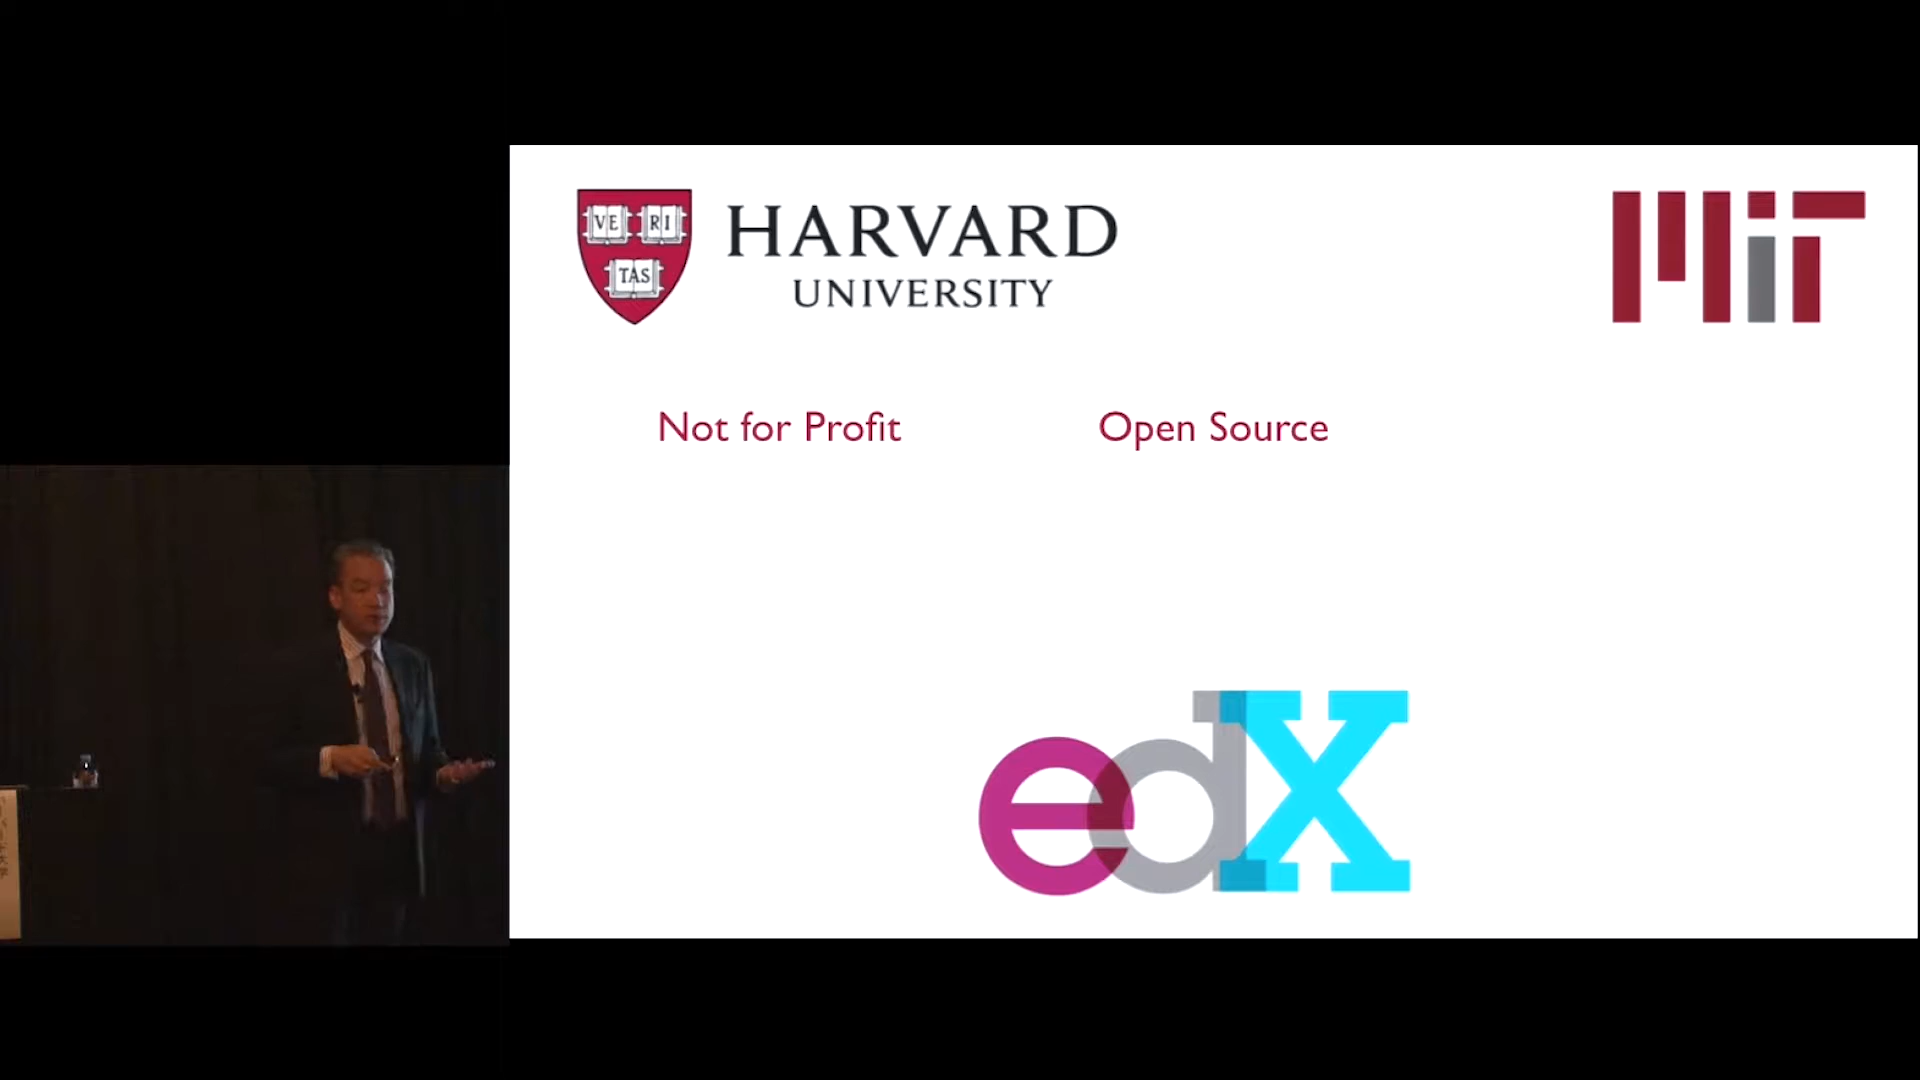 VE RI
TAS
HARVARD
UNIVERSITY
MIT
Not for Profit
Open Source
edX